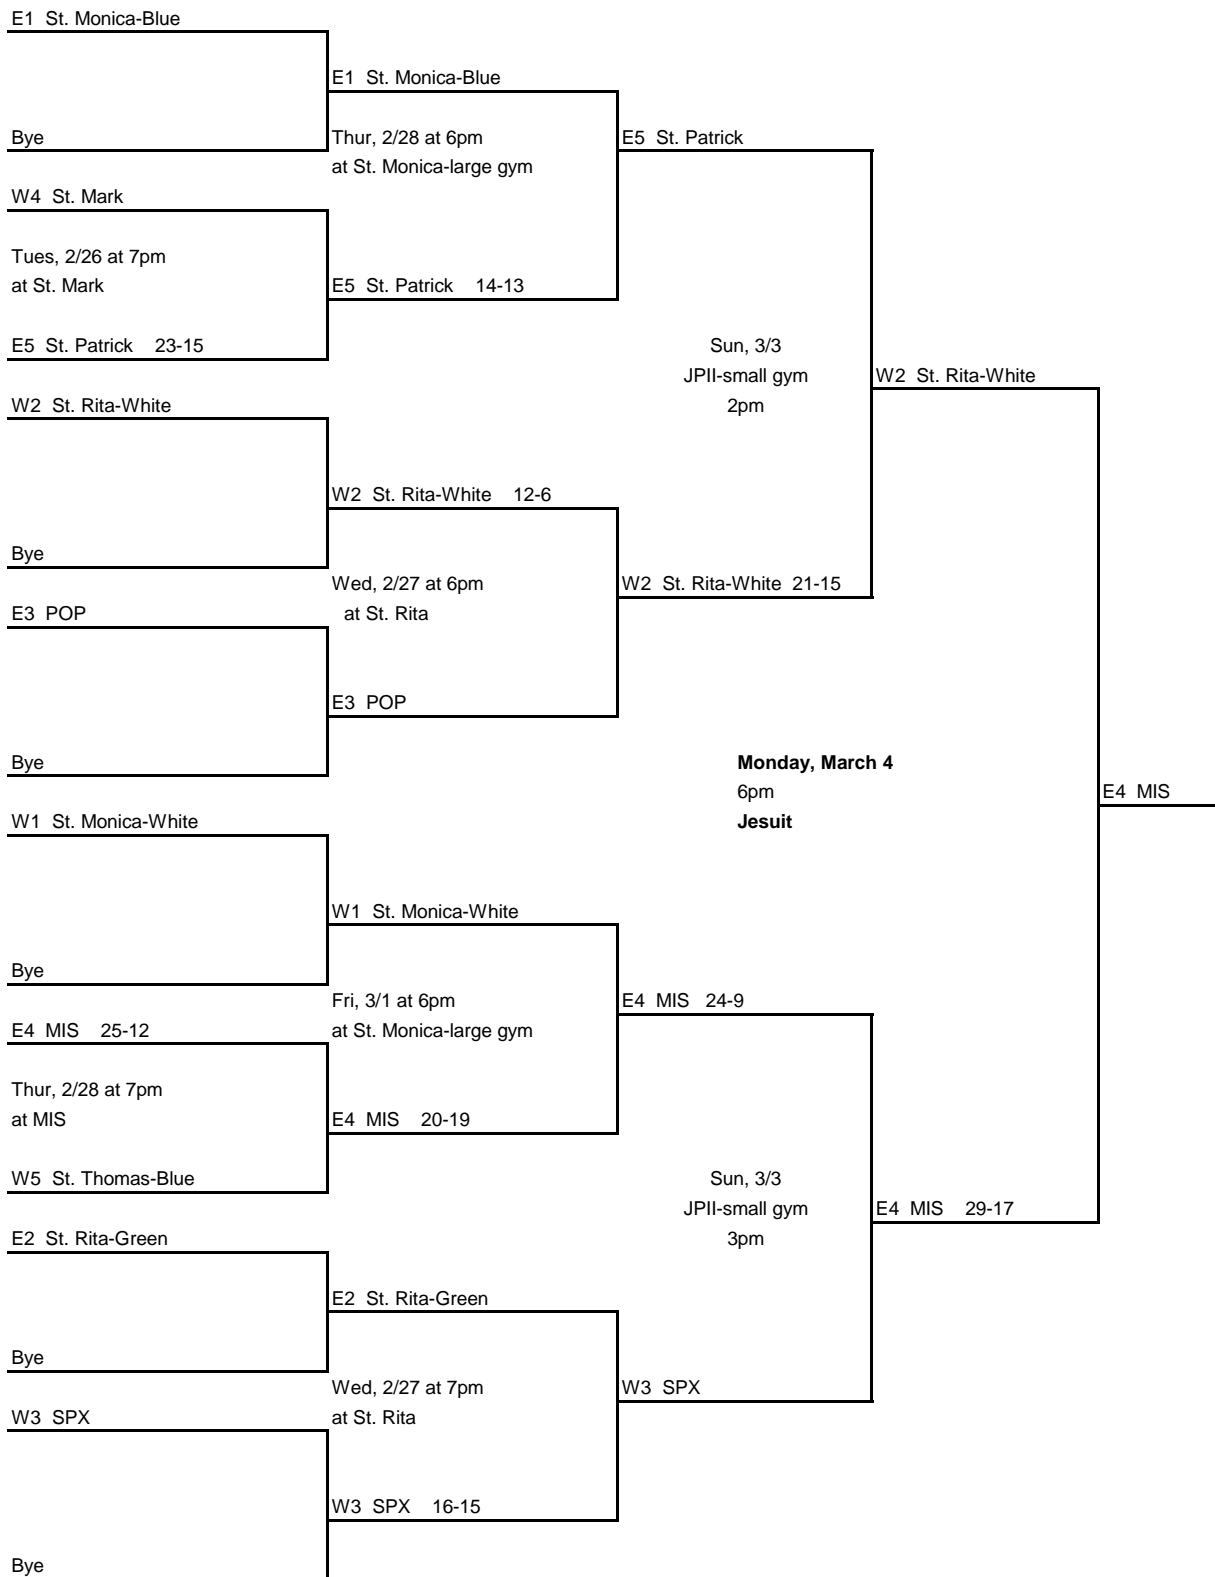 E1 St. Monica-Blue
E1 St. Monica-Blue
Bye
Thur, 2/28 at 6pm
E5 St. Patrick
at St. Monica-large gym
W4 St. Mark
Tues, 2/26 at 7pm
at St. Mark
E5 St. Patrick 14-13
E5 St. Patrick 23-15
Sun, 3/3
JPII-small gym
W2 St. Rita-White
W2 St. Rita-White
2pm
W2 St. Rita-White 12-6
Bye
Wed, 2/27 at 6pm
W2 St. Rita-White 21-15
E3 POP
at St. Rita
E3 POP
Bye
Monday, March 4
6pm
E4 MIS
W1 St. Monica-White
Jesuit
W1 St. Monica-White
Bye
Fri, 3/1 at 6pm
E4 MIS 24-9
E4 MIS 25-12
at St. Monica-large gym
Thur, 2/28 at 7pm
at MIS
E4 MIS 20-19
W5 St. Thomas-Blue
Sun, 3/3
JPII-small gym
E4 MIS 29-17
E2 St. Rita-Green
3pm
E2 St. Rita-Green
Bye
Wed, 2/27 at 7pm
W3 SPX
W3 SPX
at St. Rita
W3 SPX 16-15
Bye